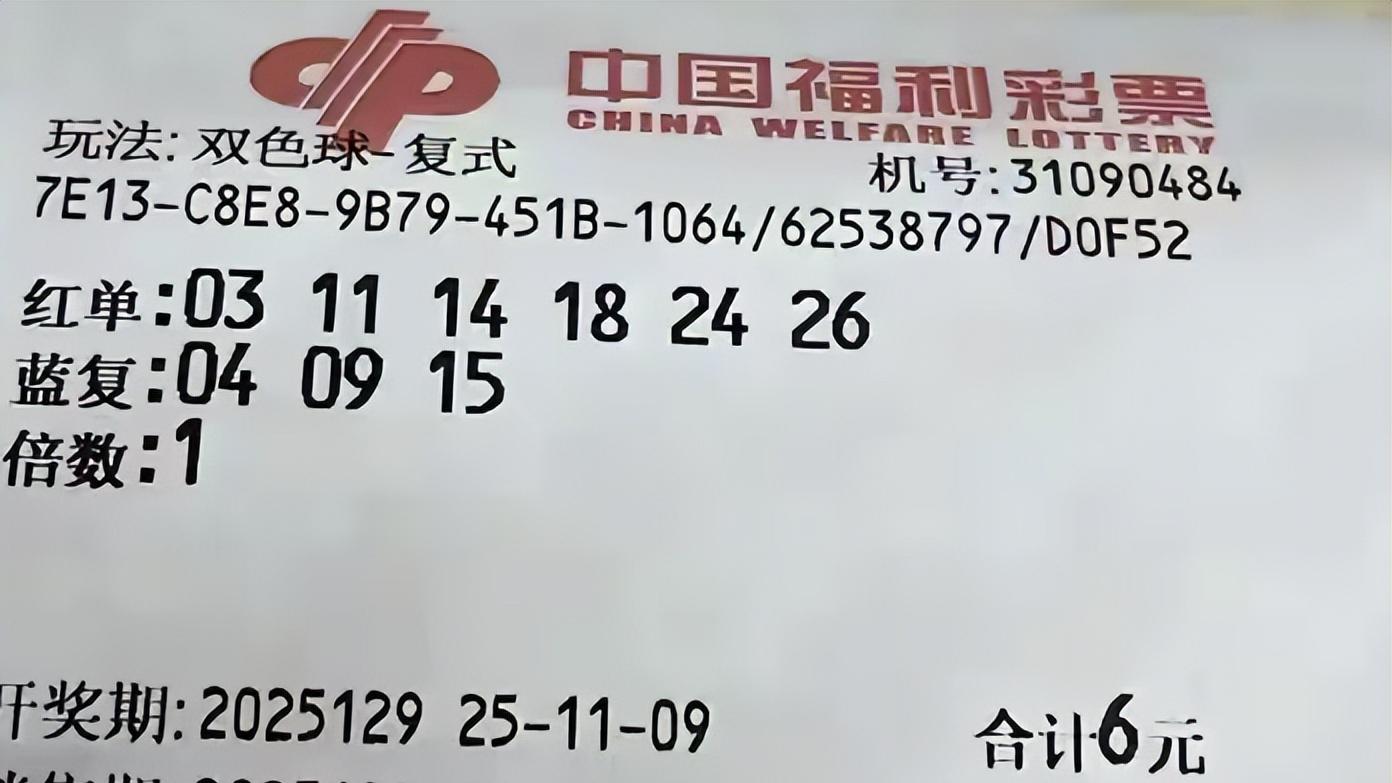 中国福利彩票
CHINA WELFARE LOTTERY
玩法: 双色球-复式
机号:31090484
7E13-C8E8-9B79-451B-1064/62538797/D0F52
红单:03 11 14 18 24 26
蓝复:04 09 15
倍数:1
开奖期:2025129 25-11-09
合计6元